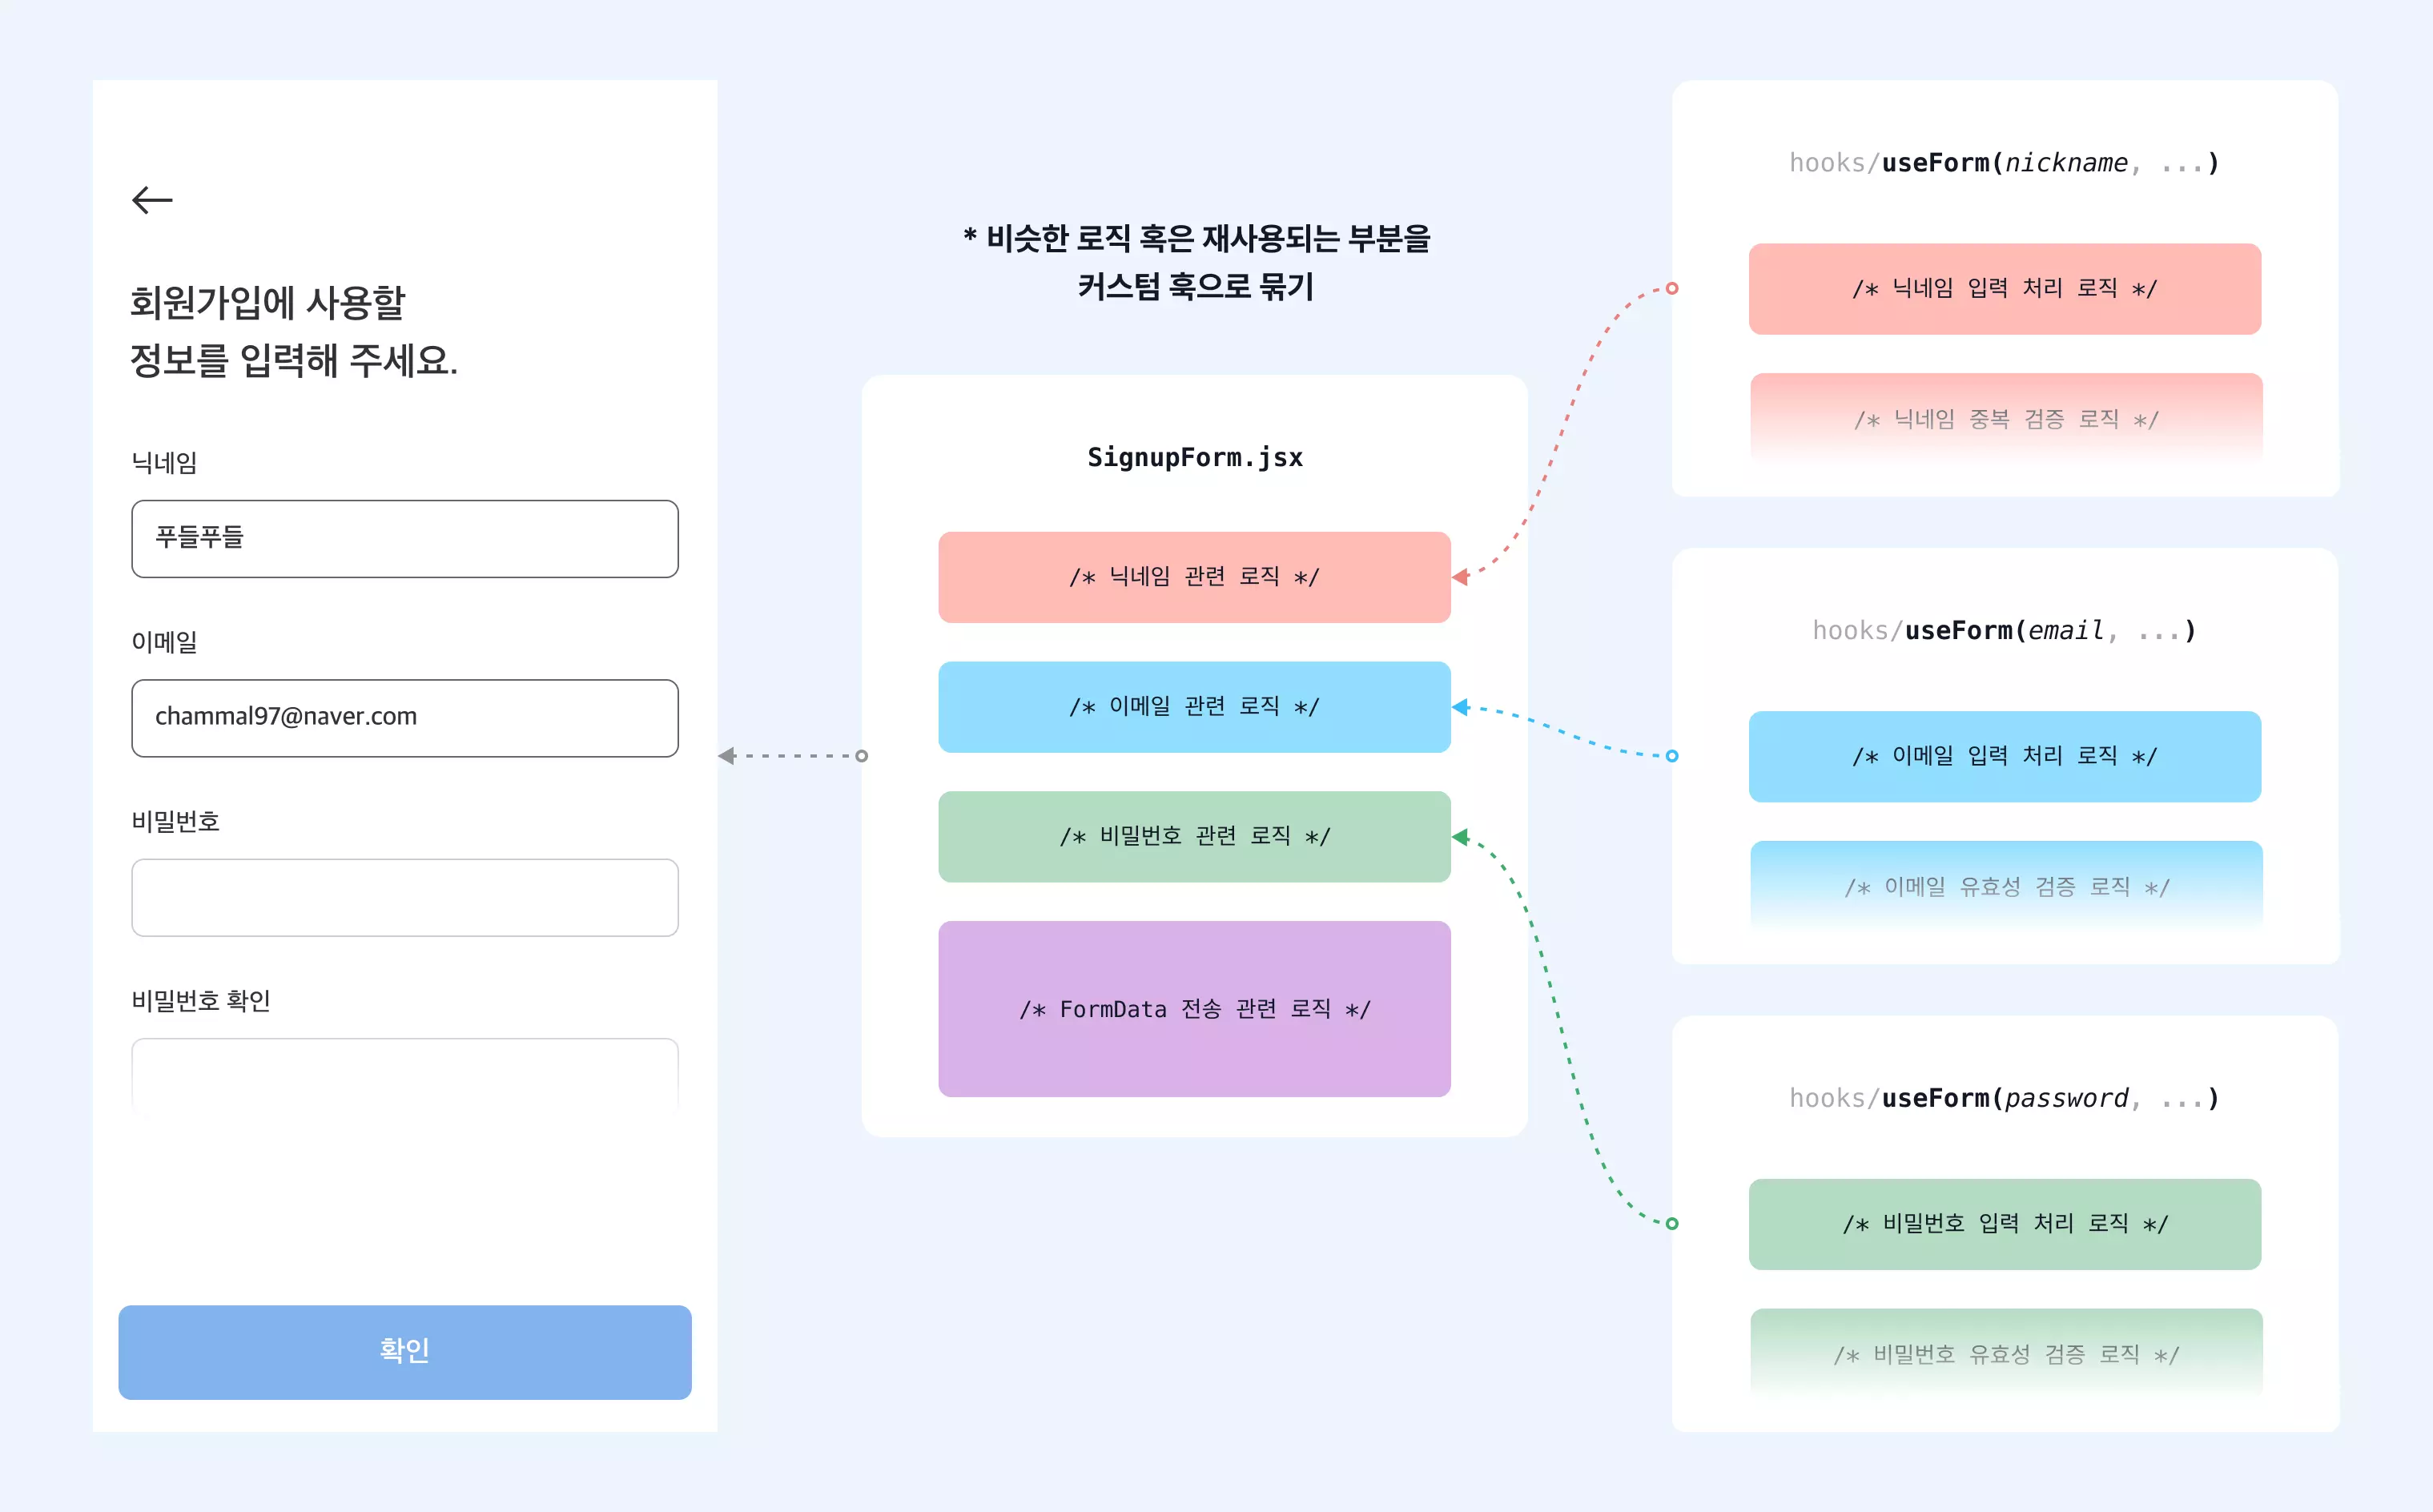 회원가입에 사용할
정보를 입력해 주세요.
닉네임
푸들푸들
이메일
chammal97@naver.com
비밀번호
비밀번호 확인
확인
* 비슷한 로직 혹은 재사용되는 부분을
커스텀 훅으로 묶기
SignupForm.jsx
/* 닉네임 관련 로직 */
/* 이메일 관련 로직 */
/* 비밀번호 관련 로직 */
/* FormData 전송 관련 로직 */
hooks/useForm(nickname, ...)
/* 닉네임 입력 처리 로직 */
/* 닉네임 중복 검증 로직 */
hooks/useForm(email, ...)
/* 이메일 입력 처리 로직 */
/* 이메일 유효성 검증 로직 */
hooks/useForm(password, ...)
/* 비밀번호 입력 처리 로직 */
/* 비밀번호 유효성 검증 로직 */